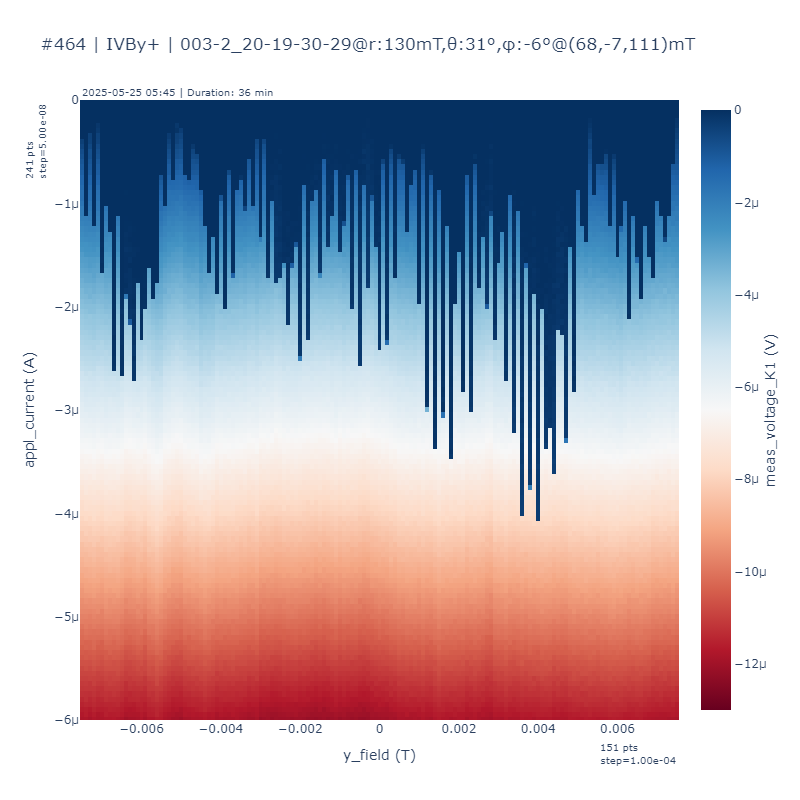 #464 | IVBy+ | 003-2_20-19-30-29@r:130mT,θ:31°,φ:-6°@(68,-7,111)mT
2025-05-25 05:45 | Duration: 36 min
241 pts
step=5.00e-08
0
−1μ
−2μ
−3μ
−4μ
−5μ
−6μ
appl_current (A)
−0.006
−0.004
−0.002
0
0.002
0.004
0.006
y_field (T)
151 pts
step=1.00e-04
0
−2μ
−4μ
−6μ
−8μ
−10μ
−12μ
meas_voltage_K1 (V)